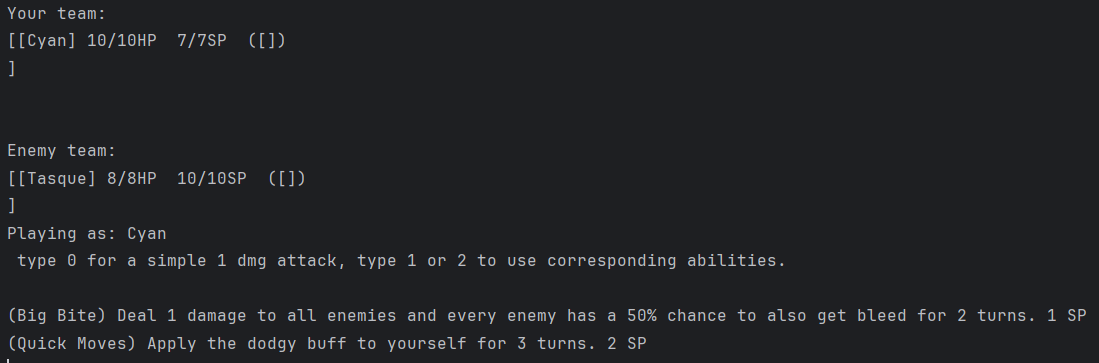 Your team:
[[Cyan] 10/10HP  7/7SP  ([])
]
Enemy team:
[[Tasque] 8/8HP  10/10SP  ([])
]
Playing as: Cyan
 type 0 for a simple 1 dmg attack, type 1 or 2 to use corresponding abilities.
(Big Bite) Deal 1 damage to all enemies and every enemy has a 50% chance to also get bleed for 2 turns. 1 SP
(Quick Moves) Apply the dodgy buff to yourself for 3 turns. 2 SP